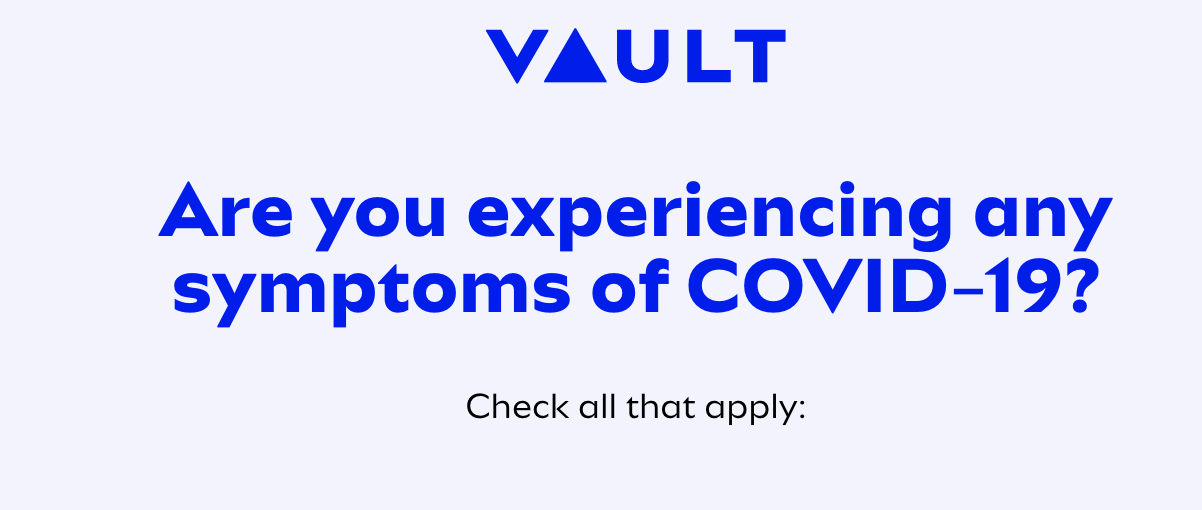 VAULT
Are you experiencing any
symptoms of COVID-19?
Check all that apply: